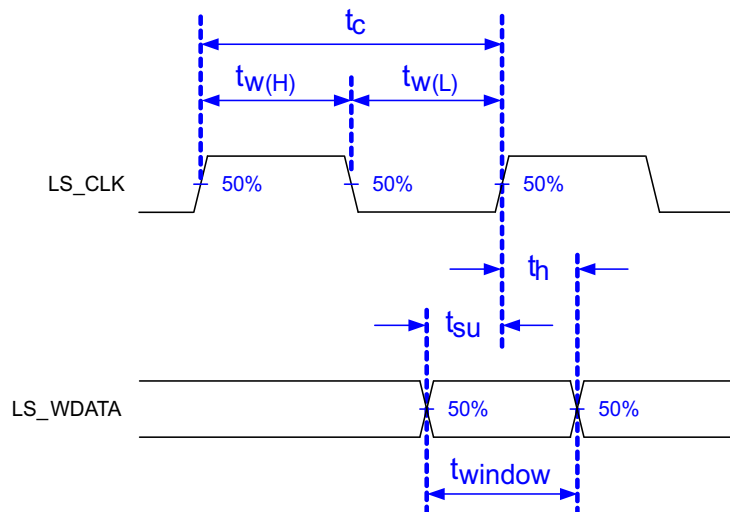 tc
tw(H) tw(L)
LS_CLK 50% 50% 50%
th
tsu
LS_WDATA 50% 50%
twindow